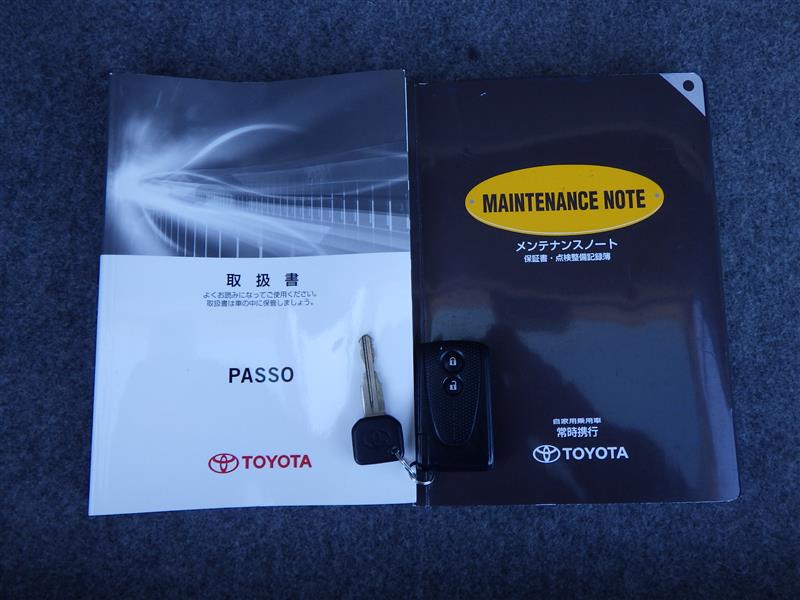 取扱書
よくお読みになってご使用ください。
取扱書は車の中に保管しましょう。
PASSO
TOYOTA
MAINTENANCE NOTE
メンテナンスノート
保証書・点検整備記録簿
自家用乗用車
常時携行
TOYOTA